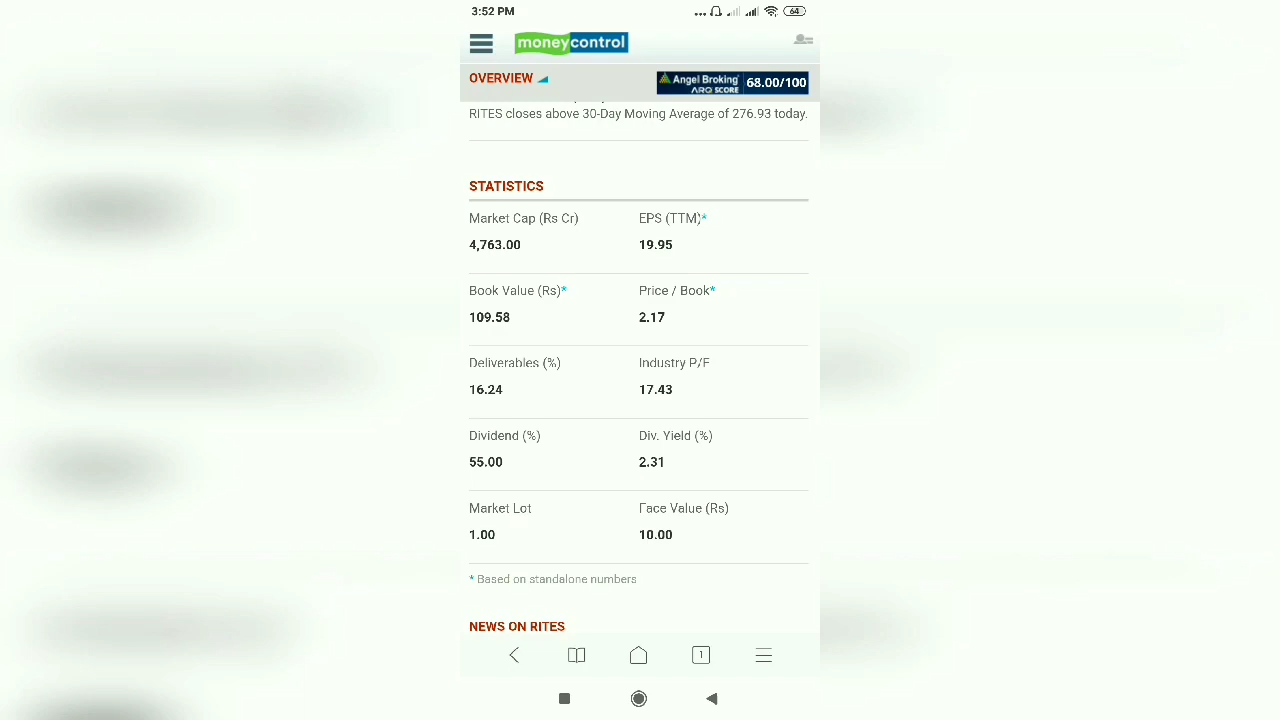 3:52 PM
64
moneycontrol
OVERVIEW
Angel Broking
ARQ SCORE
68.00/100
RITES closes above 30-Day Moving Average of 276.93 today.
STATISTICS
Market Cap (Rs Cr)
EPS (TTM)*
4,763.00
19.95
Book Value (Rs)*
Price / Book*
109.58
2.17
Deliverables (%)
Industry P/E
16.24
17.43
Dividend (%)
Div. Yield (%)
55.00
2.31
Market Lot
Face Value (Rs)
1.00
10.00
* Based on standalone numbers
NEWS ON RITES
1